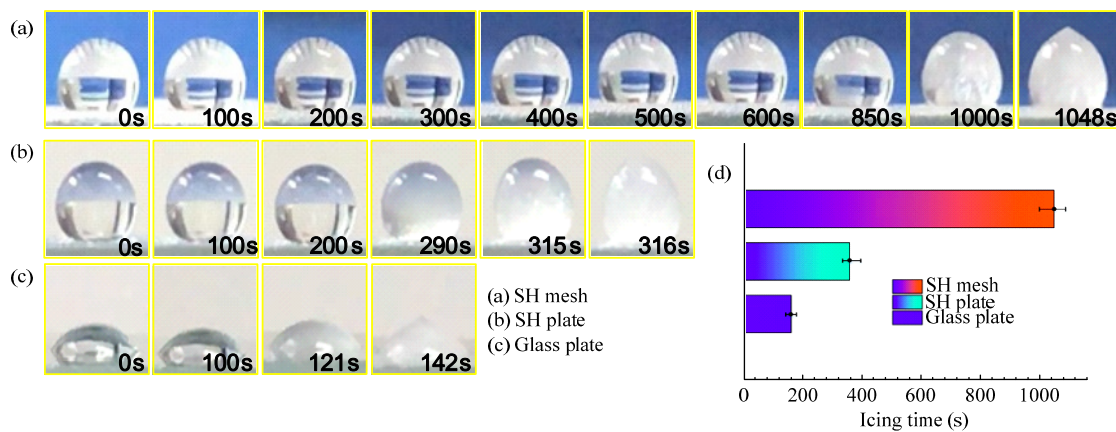 (a)
0s 100s 200s 300s 400s 500s 600s 850s 1000s 1048s
(b)
0s 100s 200s 290s 315s 316s
(c)
0s 100s 121s 142s
(a) SH mesh
(b) SH plate
(c) Glass plate
(d)
SH mesh
SH plate
Glass plate
0 200 400 600 800 1000
Icing time (s)